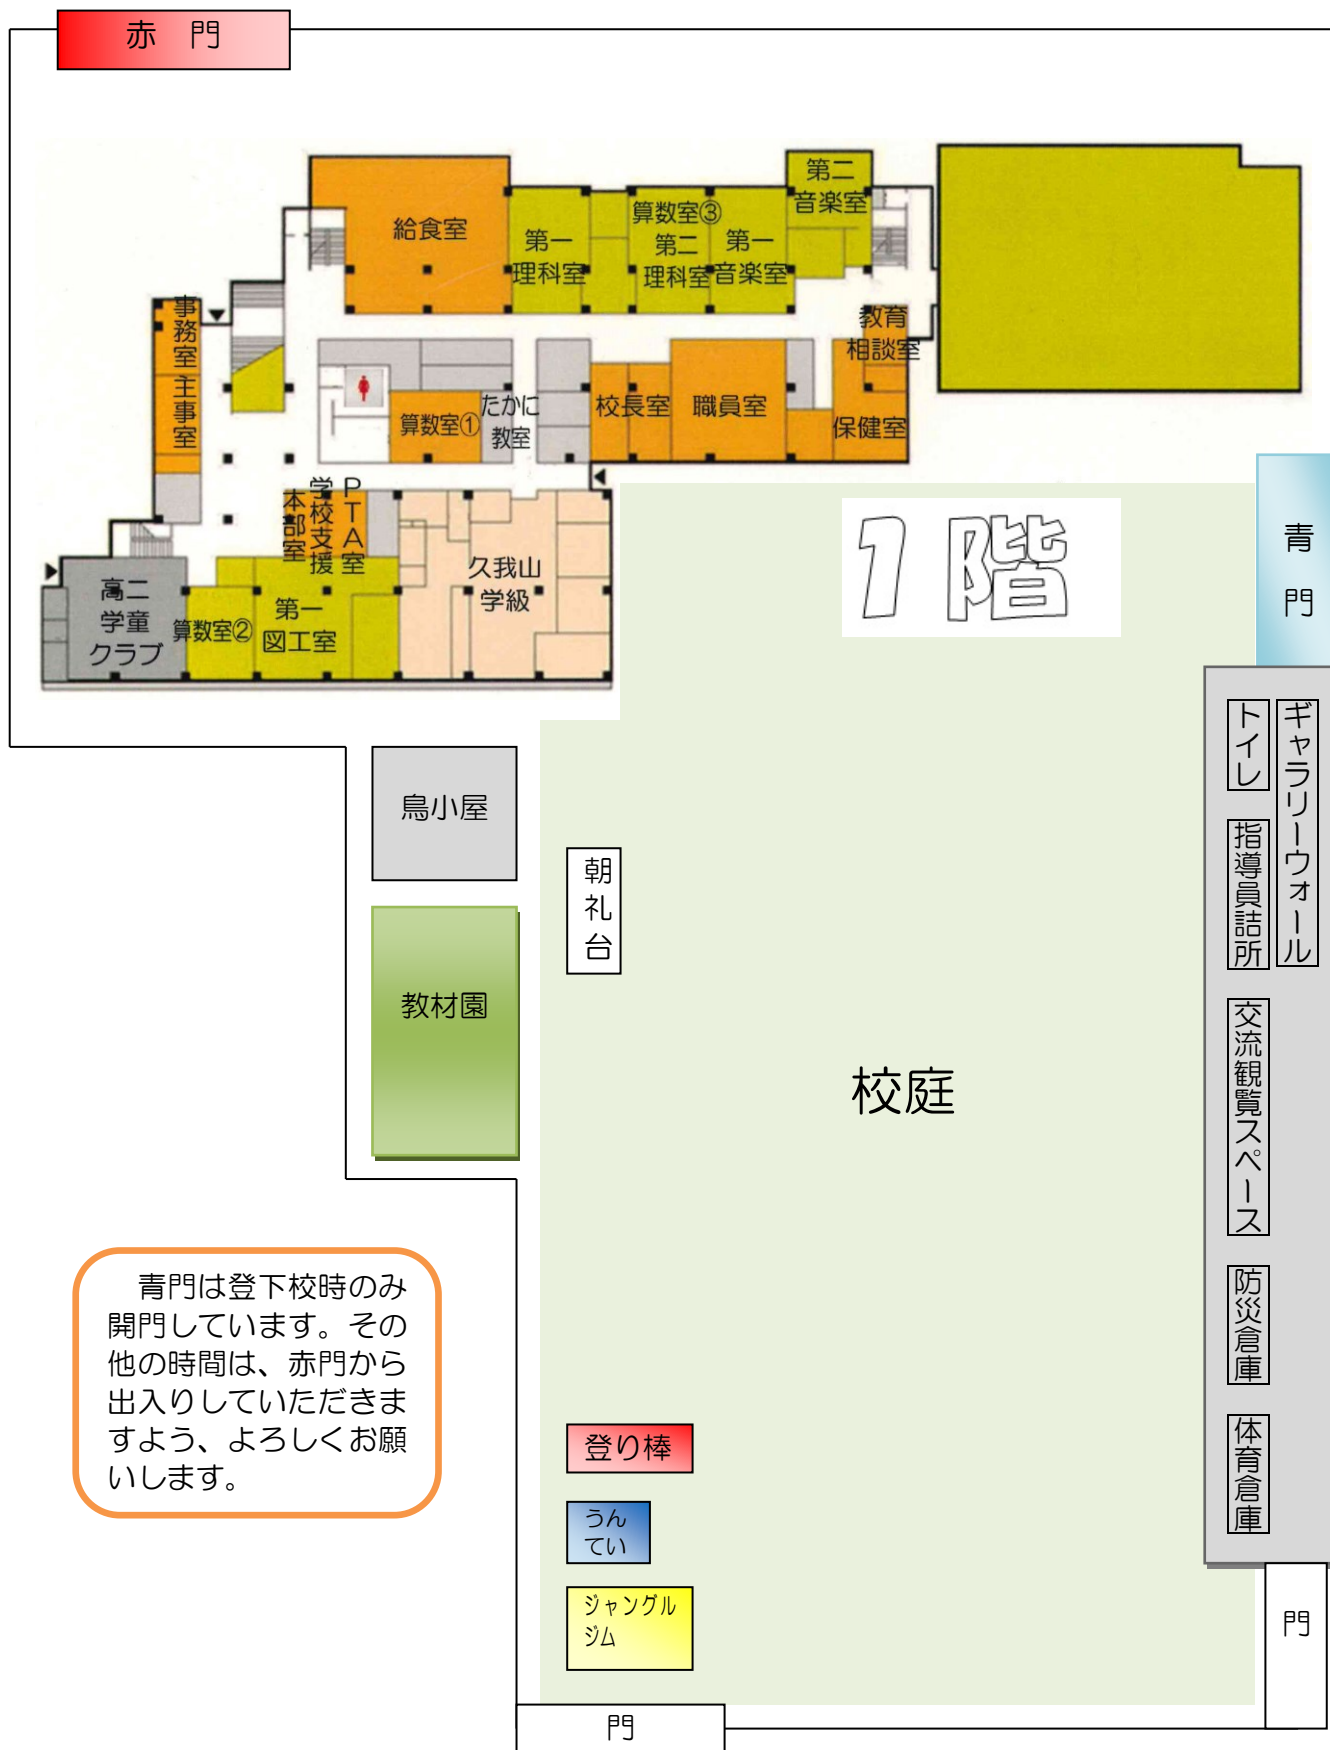 赤　門
給食室
第一
理科室
算数室③
第二
理科室
第一
音楽室
第二
音楽室
事務室
主事室
教育
相談室
算数室①
たかに
教室
校長室
職員室
保健室
PTA室
学校支援
本部室
久我山
学級
高二
学童
クラブ
算数室②
第一
図工室
1階
青門
ギャラリーウォール
トイレ
指導員詰所
交流観覧スペース
防災倉庫
体育倉庫
鳥小屋
朝礼台
教材園
校庭
　青門は登下校時のみ
開門しています。その
他の時間は、赤門から
出入りしていただきま
すよう、よろしくお願
いします。
登り棒
うん
てい
ジャングル
ジム
門
門